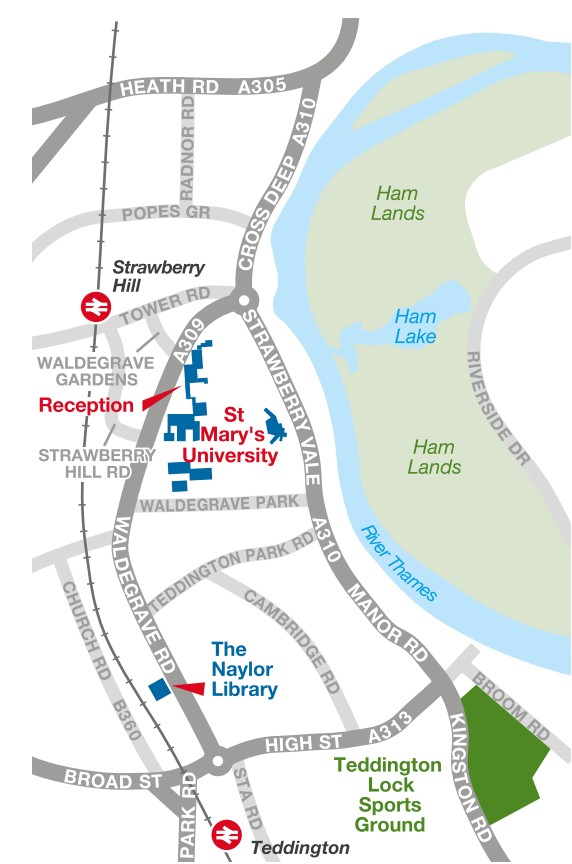 HEATH RD A305
RADNOR RD
CROSS DEEP A310
POPES GR
Ham
Lands
Strawberry
Hill
TOWER RD
A309
Ham
Lake
STRAWBERRY VALE
WALDEGRAVE
GARDENS
RIVERSIDE DR
Reception
St
Mary's
University
STRAWBERRY
HILL RD
Ham
Lands
WALDEGRAVE PARK
A310
WALDEGRAVE RD
River Thames
TEDDINGTON PARK RD
CHURCH RD
B360
CAMBRIDGE RD
MANOR RD
The
Naylor
Library
BROOM RD
HIGH ST A313
KINGSTON RD
BROAD ST
Teddington
Lock
Sports
Ground
PARK RD
STA RD
Teddington